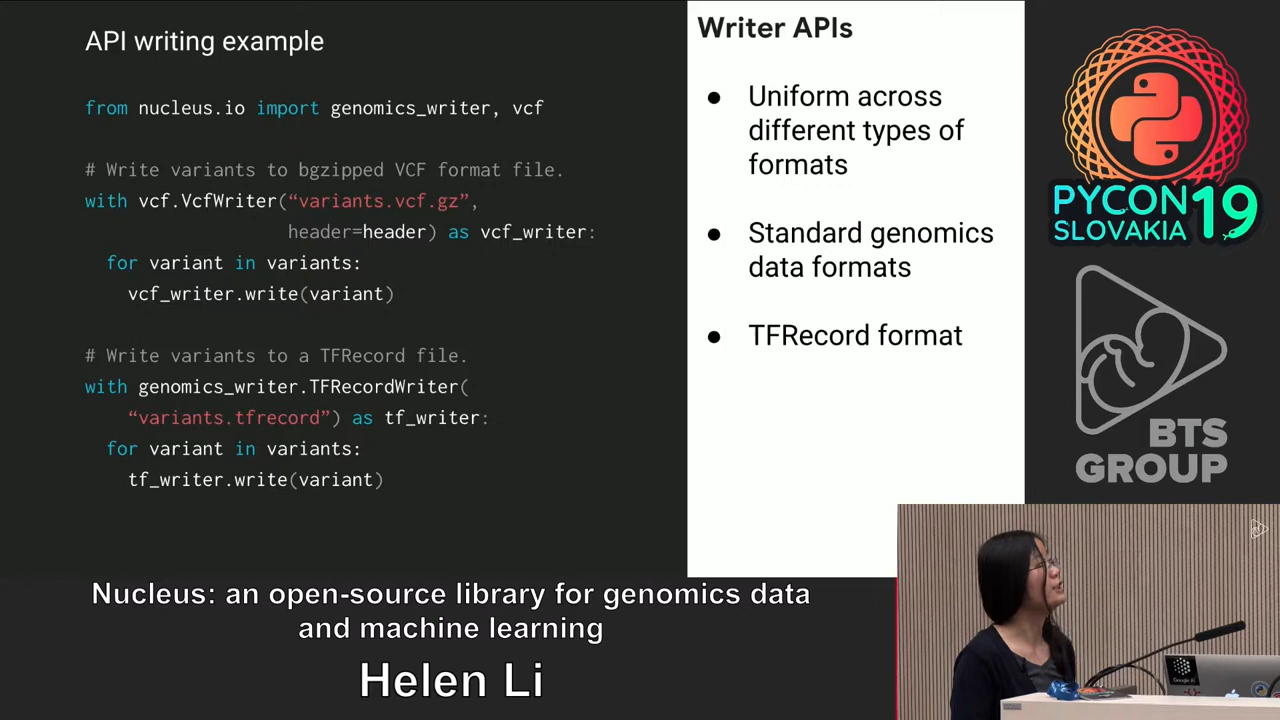 API writing example
from nucleus.io import genomics_writer, vcf
# Write variants to bgzipped VCF format file.
with vcf.VcfWriter(“variants.vcf.gz”,
header=header) as vcf_writer:
for variant in variants:
vcf_writer.write(variant)
# Write variants to a TFRecord file.
with genomics_writer.TFRecordWriter(
“variants.tfrecord”) as tf_writer:
for variant in variants:
tf_writer.write(variant)
Writer APIs
● Uniform across
different types of
formats
● Standard genomics
data formats
● TFRecord format
PYCON
SLOVAKIA
19
BTS
GROUP
Nucleus: an open-source library for genomics data
and machine learning
Helen Li
Google AI